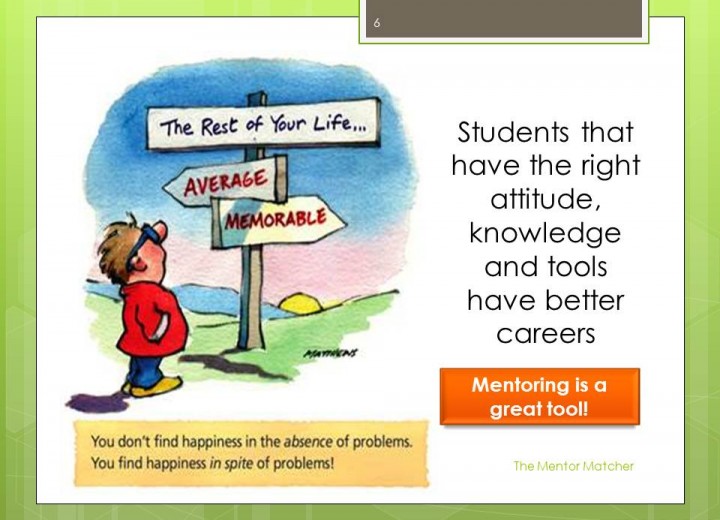 6
The Rest of Your Life...
AVERAGE
MEMORABLE
MATTHEWS
You don't find happiness in the absence of problems.
You find happiness in spite of problems!
Students that
have the right
attitude,
knowledge
and tools
have better
careers
Mentoring is a
great tool!
The Mentor Matcher